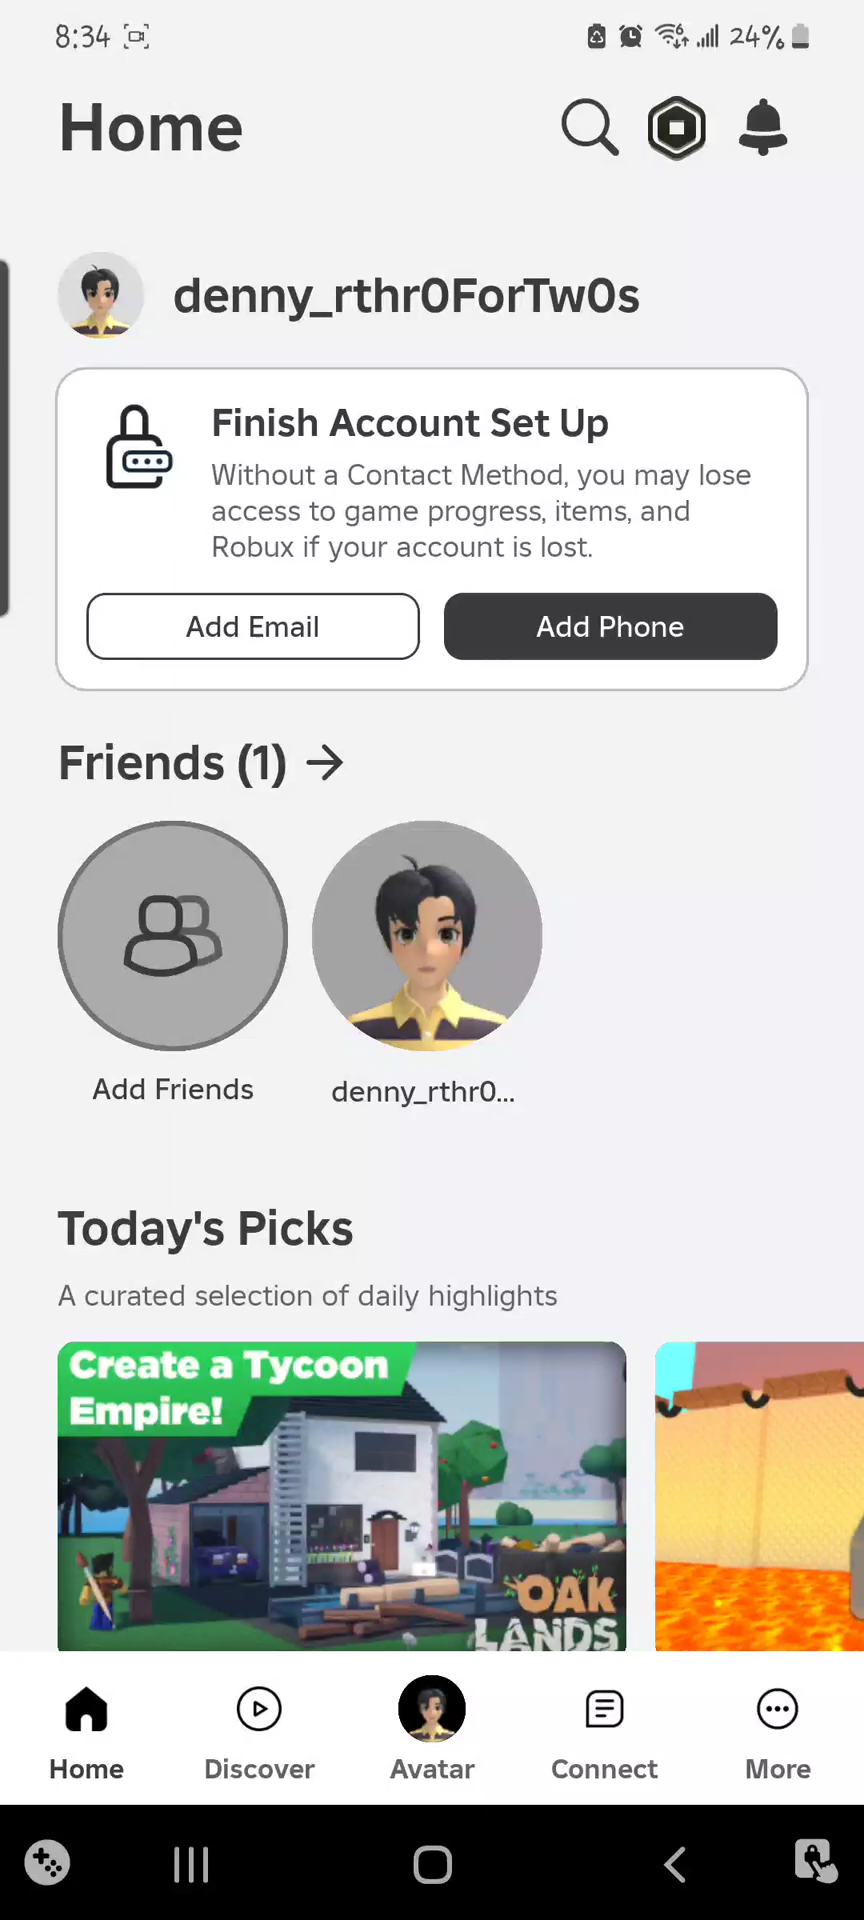 8:34
24%
Home
denny_rthr0ForTw0s
Finish Account Set Up
Without a Contact Method, you may lose
access to game progress, items, and
Robux if your account is lost.
Add Email
Add Phone
Friends (1)
Add Friends
denny_rthr0...
Today's Picks
A curated selection of daily highlights
Create a Tycoon
Empire!
OAK
LANDS
Home
Discover
Avatar
Connect
More